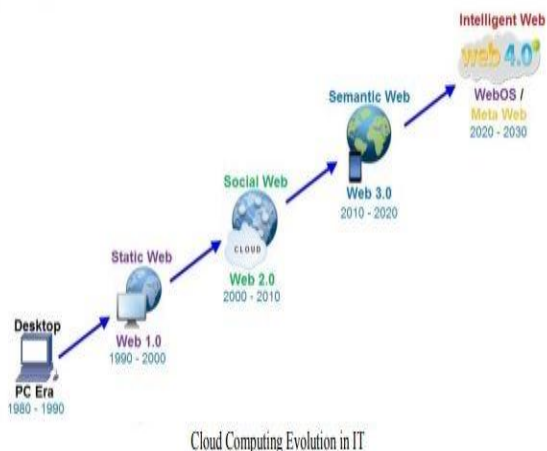 Intelligent Web
web 4.0
WebOS /
Meta Web
2020 - 2030
Semantic Web
Web 3.0
2010 - 2020
Social Web
CLOUD
Web 2.0
2000 - 2010
Static Web
Web 1.0
1990 - 2000
Desktop
PC Era
1980 - 1990
Cloud Computing Evolution in IT